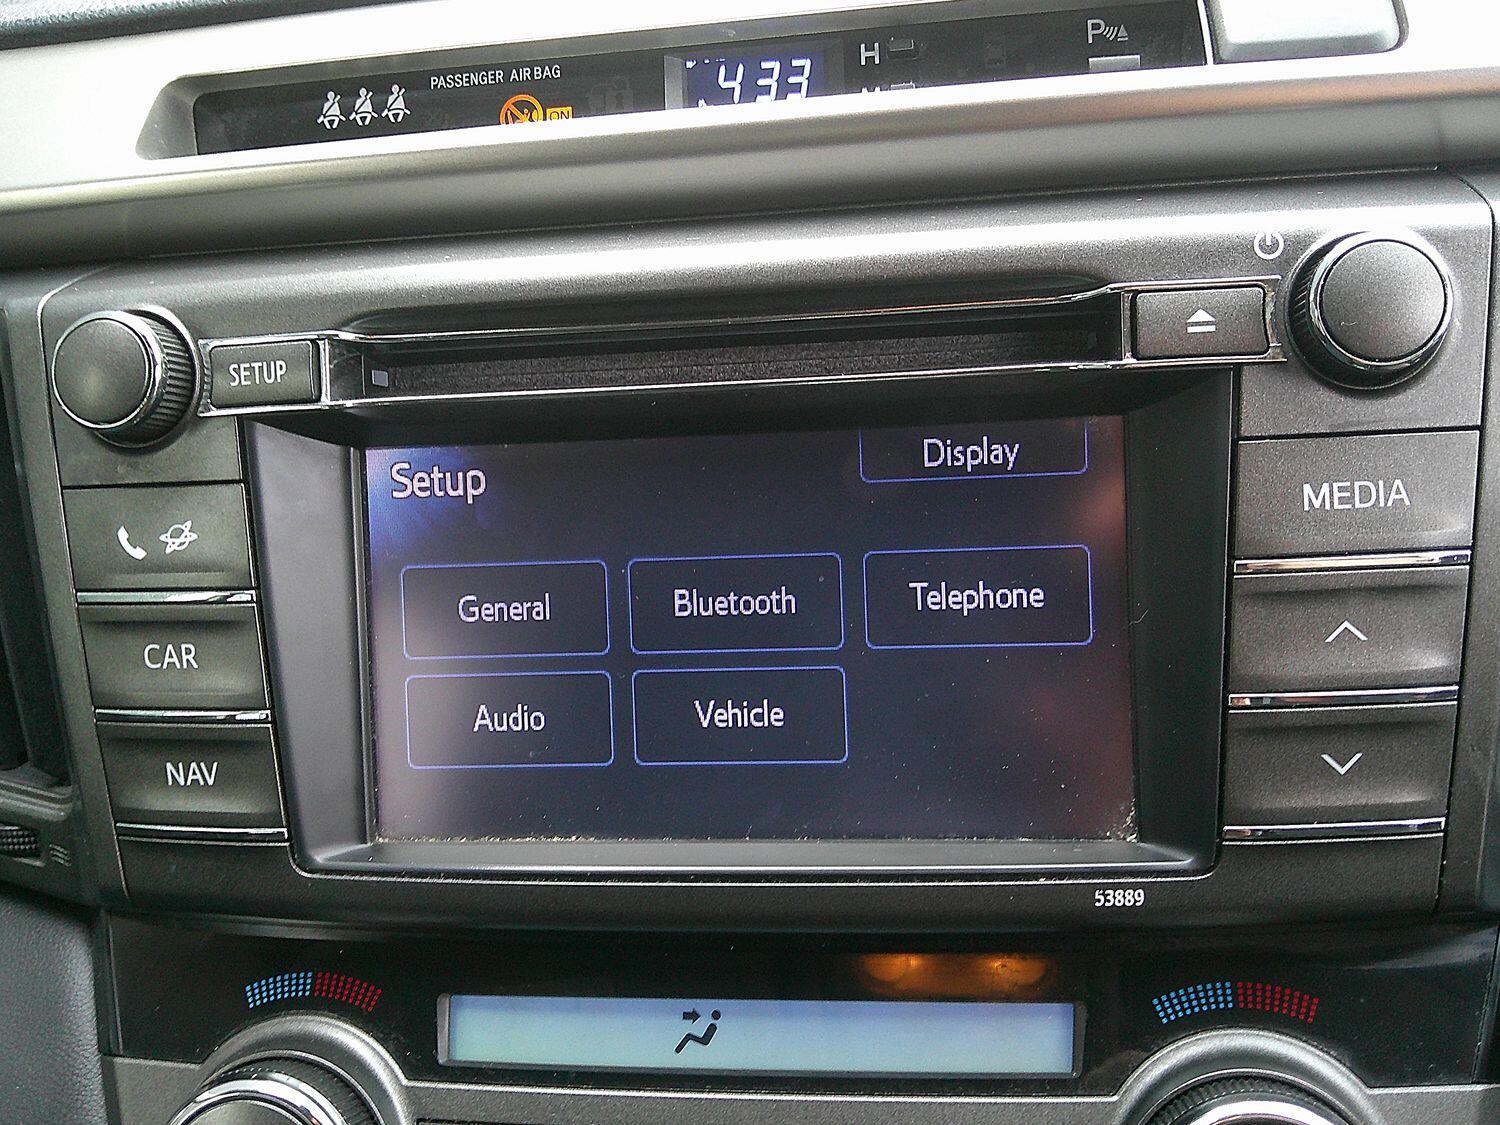 PASSENGER AIR BAG
ON
4:33
H
P
SETUP
Setup
Display
MEDIA
General
Bluetooth
Telephone
CAR
Audio
Vehicle
NAV
53889